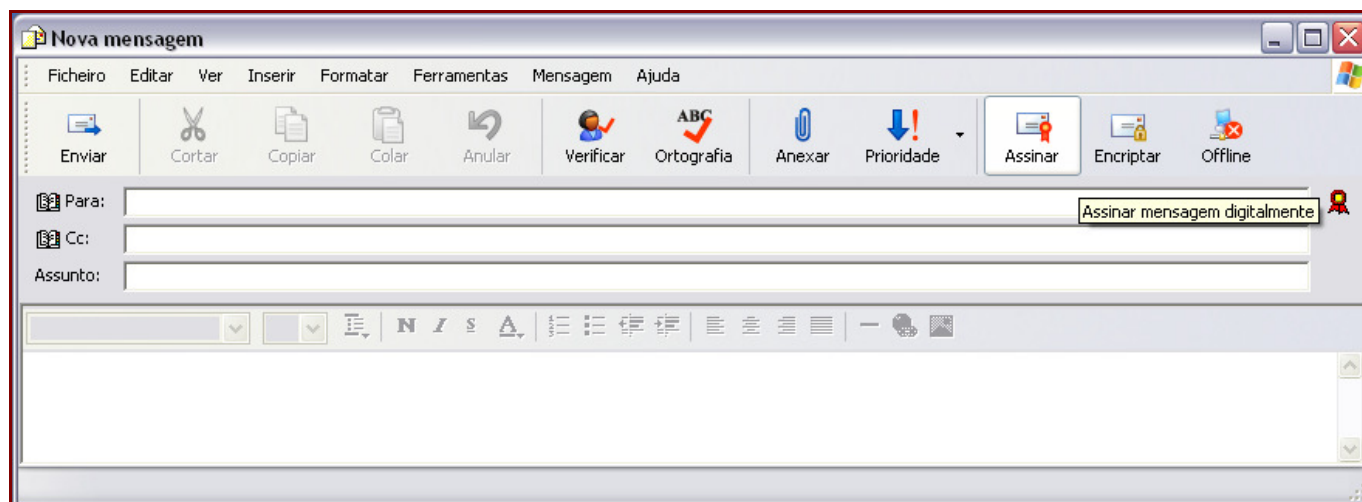 Nova mensagem
Ficheiro Editar Ver Inserir Formatar Ferramentas Mensagem Ajuda
ABC
Enviar Cortar Copiar Colar Anular Verificar Ortografia Anexar Prioridade Assinar Encriptar Offline
Para:
Assinar mensagem digitalmente
Cc:
Assunto:
N I S A